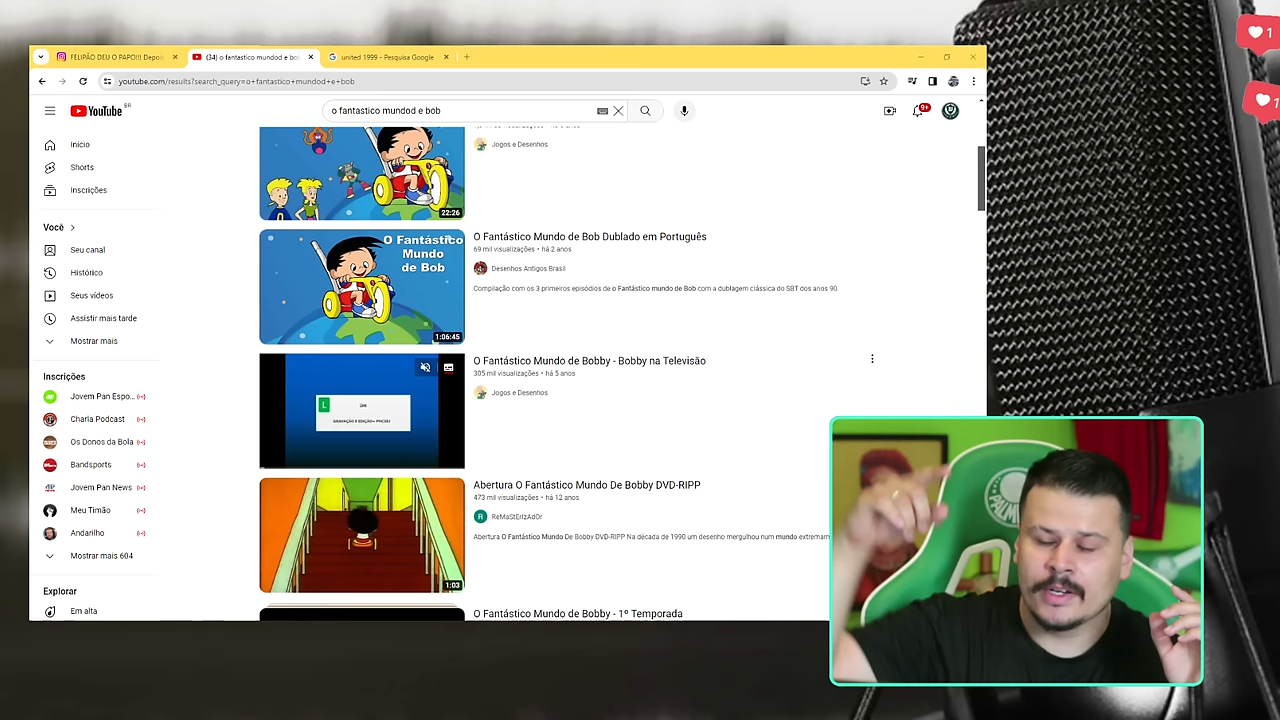 FELIPÃO DEU O PAPO!!! Depois
(34) o fantastico mundod e bo
united 1999 - Pesquisa Google
youtube.com/results?search_query=o+fantastico+mundod+e+bob
YouTube BR
o fantastico mundod e bob
9+
1
1
Início
Shorts
Inscrições
Você
Seu canal
Histórico
Seus vídeos
Assistir mais tarde
Mostrar mais
Inscrições
Jovem Pan Espo...
Charla Podcast
Os Donos da Bola
Bandsports
Jovem Pan News
Meu Timão
Andarilho
Mostrar mais 604
Explorar
Em alta
22:26
Jogos e Desenhos
O Fantástico
Mundo
de Bob
1:06:45
O Fantástico Mundo de Bob Dublado em Português
69 mil visualizações • há 2 anos
Desenhos Antigos Brasil
Compilação com os 3 primeiros episódios de o Fantástico mundo de Bob com a dublagem clássica do SBT dos anos 90.
L
GRAVAÇÃO E EDIÇÃO=
O Fantástico Mundo de Bobby - Bobby na Televisão
305 mil visualizações • há 5 anos
Jogos e Desenhos
1:03
Abertura O Fantástico Mundo De Bobby DVD-RIPP
473 mil visualizações • há 12 anos
R
ReMaStErIzAdOr
Abertura O Fantástico Mundo De Bobby DVD-RIPP Na década de 1990 um desenho mergulhou num mundo extremam
O Fantástico Mundo de Bobby - 1º Temporada
PALMEI